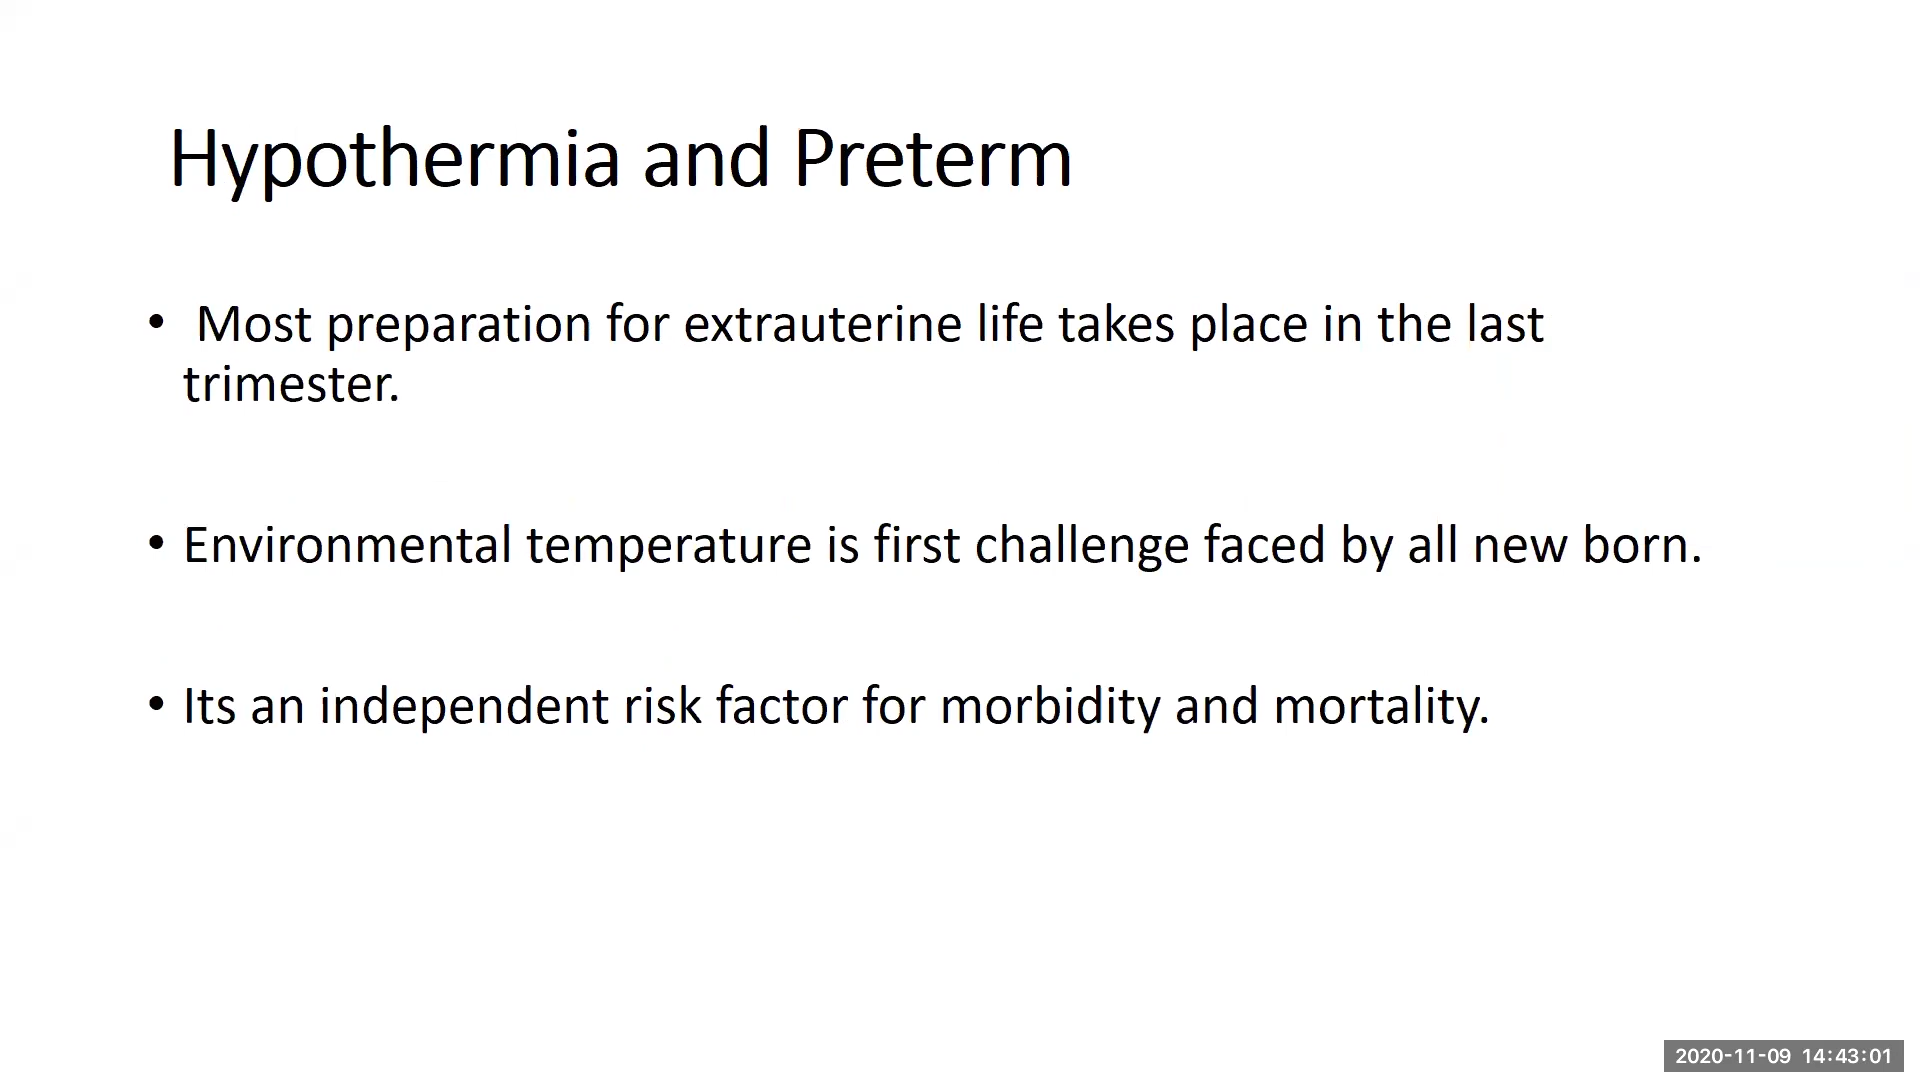 Hypothermia and Preterm
• Most preparation for extrauterine life takes place in the last
trimester.
• Environmental temperature is first challenge faced by all new born.
• Its an independent risk factor for morbidity and mortality.
2020-11-09 14:43:01